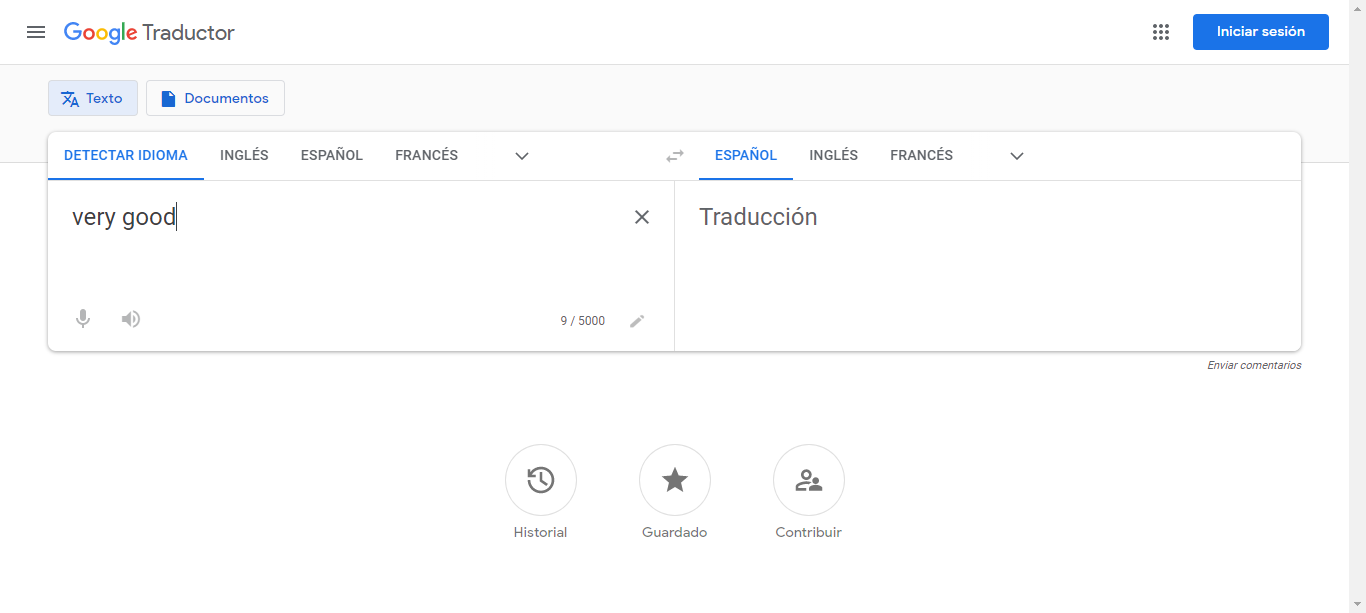 Google Traductor
Iniciar sesión
Texto
Documentos
DETECTAR IDIOMA INGLÉS ESPAÑOL FRANCÉS
ESPAÑOL INGLÉS FRANCÉS
very good
Traducción
9 / 5000
Enviar comentarios
Historial
Guardado
Contribuir